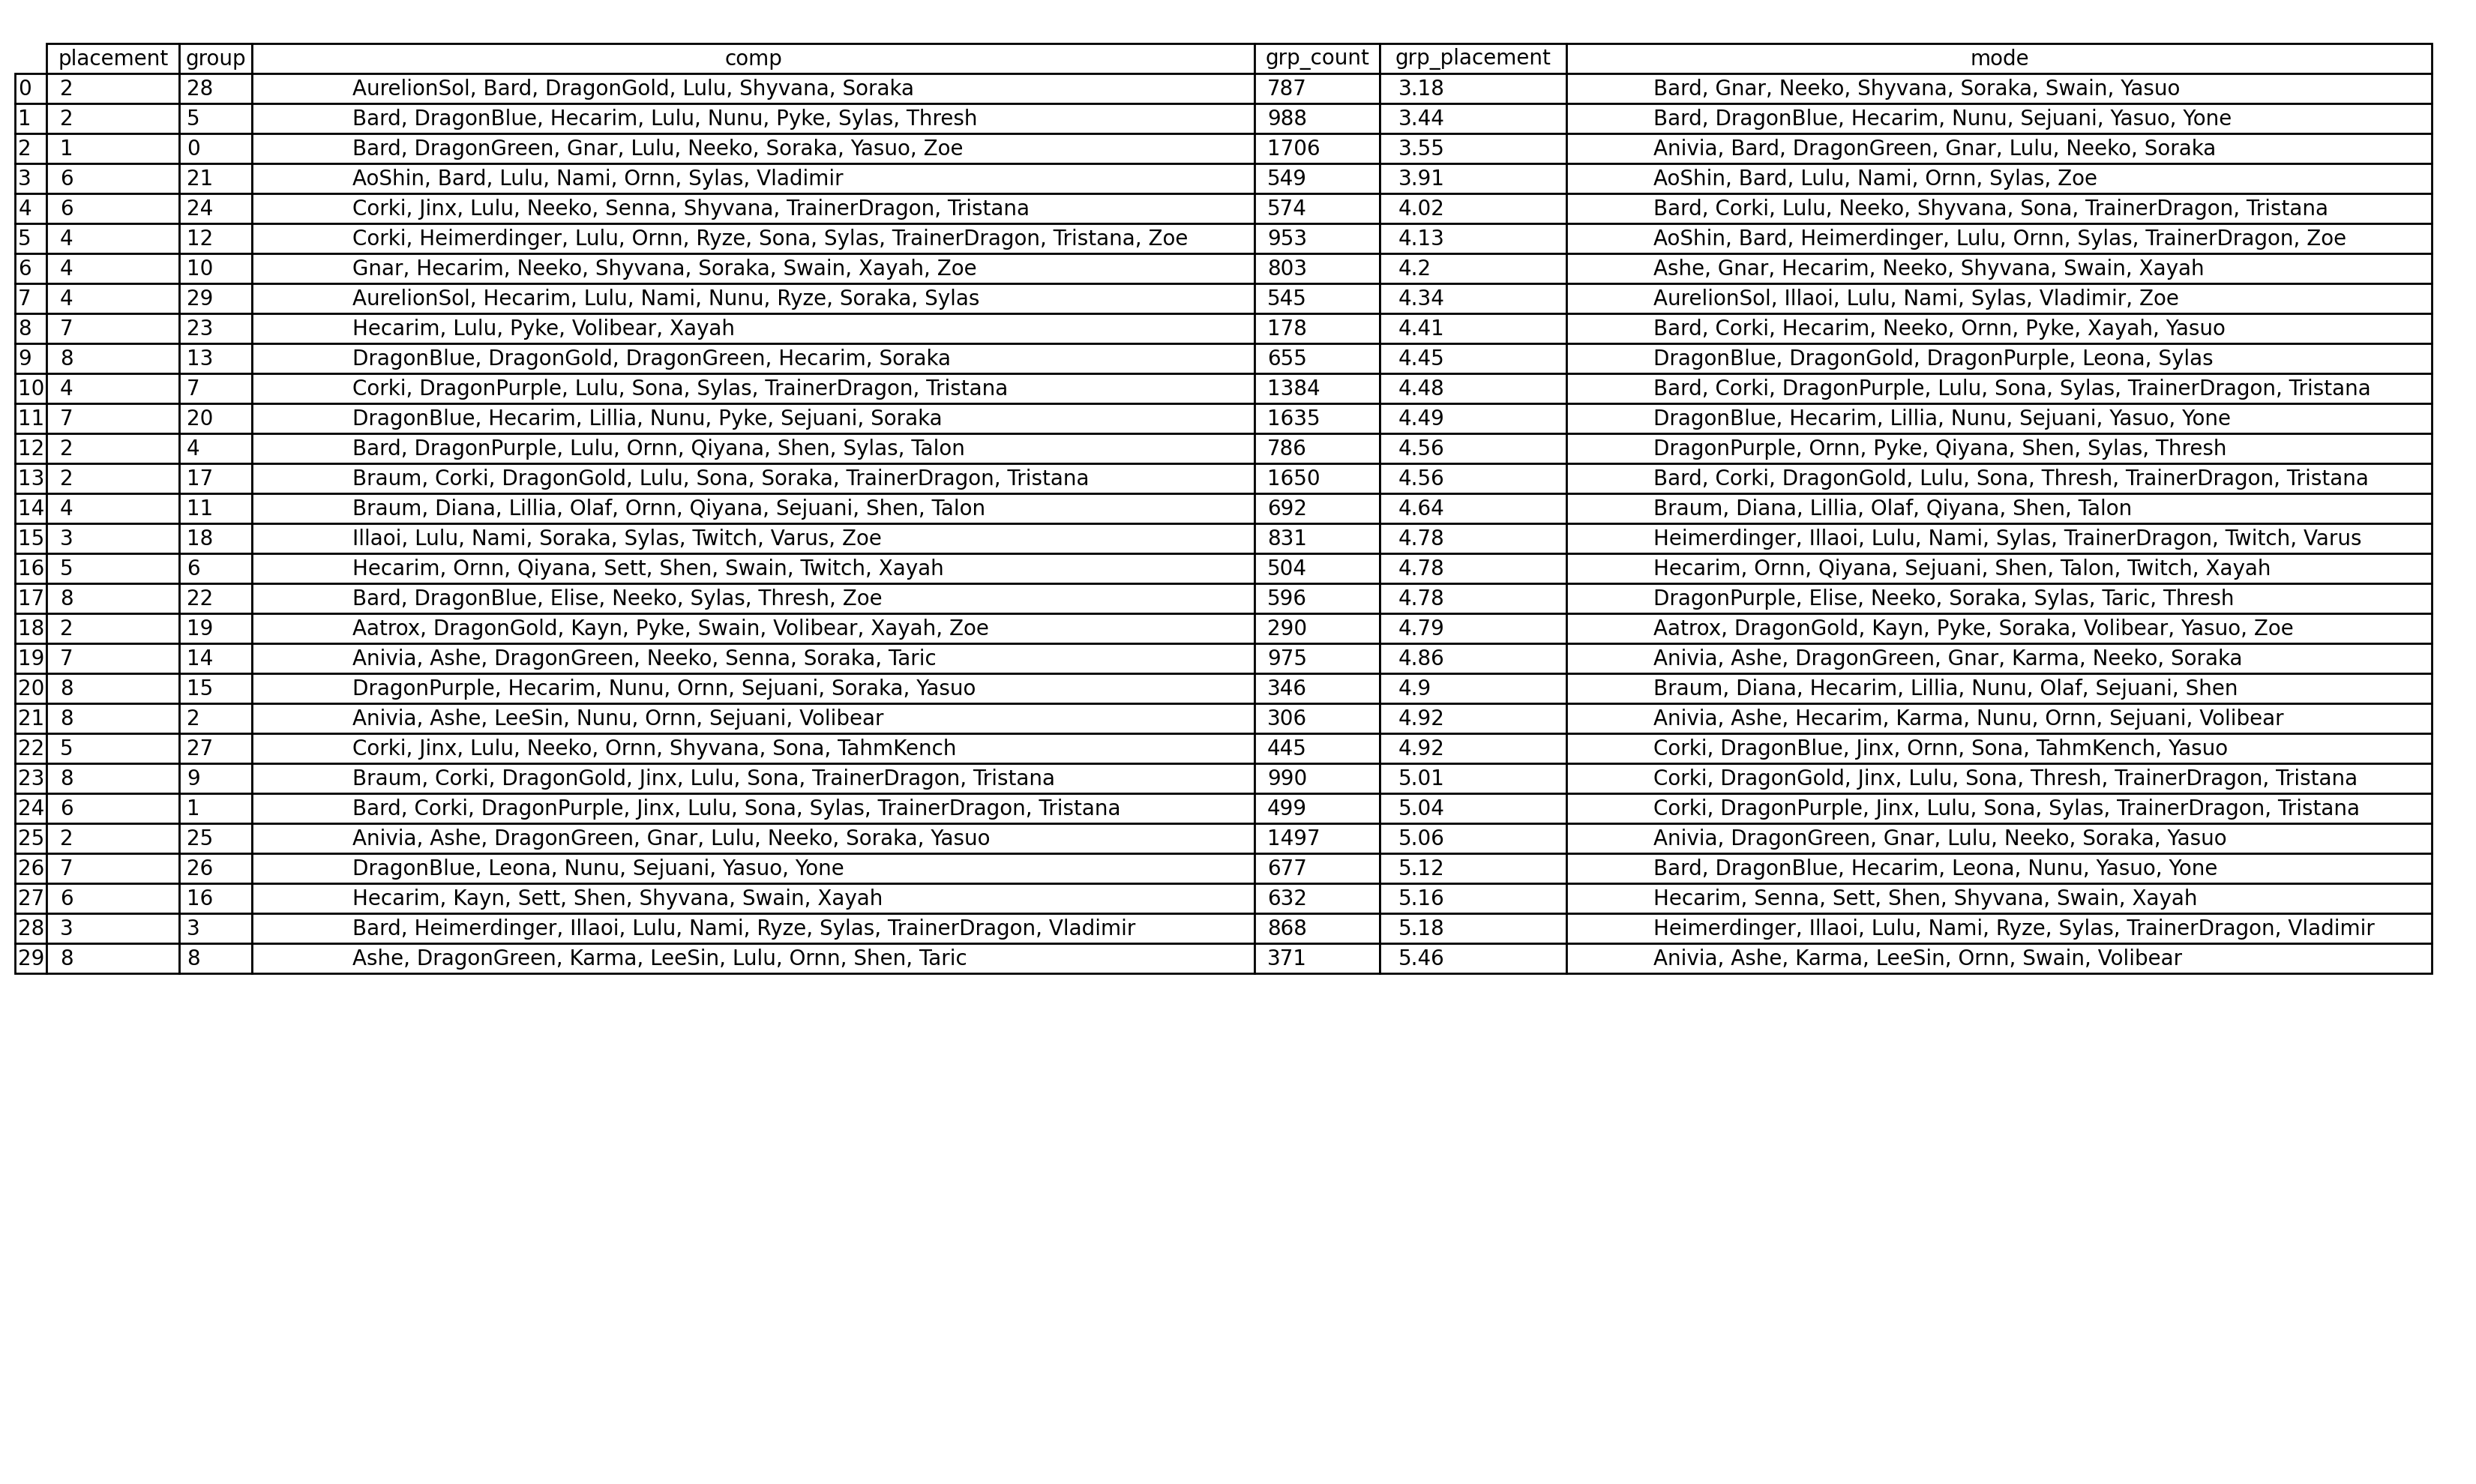 placement group comp grp_count grp_placement mode
0 2 28 AurelionSol, Bard, DragonGold, Lulu, Shyvana, Soraka 787 3.18 Bard, Gnar, Neeko, Shyvana, Soraka, Swain, Yasuo
1 2 5 Bard, DragonBlue, Hecarim, Lulu, Nunu, Pyke, Sylas, Thresh 988 3.44 Bard, DragonBlue, Hecarim, Nunu, Sejuani, Yasuo, Yone
2 1 0 Bard, DragonGreen, Gnar, Lulu, Neeko, Soraka, Yasuo, Zoe 1706 3.55 Anivia, Bard, DragonGreen, Gnar, Lulu, Neeko, Soraka
3 6 21 AoShin, Bard, Lulu, Nami, Ornn, Sylas, Vladimir 549 3.91 AoShin, Bard, Lulu, Nami, Ornn, Sylas, Zoe
4 6 24 Corki, Jinx, Lulu, Neeko, Senna, Shyvana, TrainerDragon, Tristana 574 4.02 Bard, Corki, Lulu, Neeko, Shyvana, Sona, TrainerDragon, Tristana
5 4 12 Corki, Heimerdinger, Lulu, Ornn, Ryze, Sona, Sylas, TrainerDragon, Tristana, Zoe 953 4.13 AoShin, Bard, Heimerdinger, Lulu, Ornn, Sylas, TrainerDragon, Zoe
6 4 10 Gnar, Hecarim, Neeko, Shyvana, Soraka, Swain, Xayah, Zoe 803 4.2 Ashe, Gnar, Hecarim, Neeko, Shyvana, Swain, Xayah
7 4 29 AurelionSol, Hecarim, Lulu, Nami, Nunu, Ryze, Soraka, Sylas 545 4.34 AurelionSol, Illaoi, Lulu, Nami, Sylas, Vladimir, Zoe
8 7 23 Hecarim, Lulu, Pyke, Volibear, Xayah 178 4.41 Bard, Corki, Hecarim, Neeko, Ornn, Pyke, Xayah, Yasuo
9 8 13 DragonBlue, DragonGold, DragonGreen, Hecarim, Soraka 655 4.45 DragonBlue, DragonGold, DragonPurple, Leona, Sylas
10 4 7 Corki, DragonPurple, Lulu, Sona, Sylas, TrainerDragon, Tristana 1384 4.48 Bard, Corki, DragonPurple, Lulu, Sona, Sylas, TrainerDragon, Tristana
11 7 20 DragonBlue, Hecarim, Lillia, Nunu, Pyke, Sejuani, Soraka 1635 4.49 DragonBlue, Hecarim, Lillia, Nunu, Sejuani, Yasuo, Yone
12 2 4 Bard, DragonPurple, Lulu, Ornn, Qiyana, Shen, Sylas, Talon 786 4.56 DragonPurple, Ornn, Pyke, Qiyana, Shen, Sylas, Thresh
13 2 17 Braum, Corki, DragonGold, Lulu, Sona, Soraka, TrainerDragon, Tristana 1650 4.56 Bard, Corki, DragonGold, Lulu, Sona, Thresh, TrainerDragon, Tristana
14 4 11 Braum, Diana, Lillia, Olaf, Ornn, Qiyana, Sejuani, Shen, Talon 692 4.64 Braum, Diana, Lillia, Olaf, Qiyana, Shen, Talon
15 3 18 Illaoi, Lulu, Nami, Soraka, Sylas, Twitch, Varus, Zoe 831 4.78 Heimerdinger, Illaoi, Lulu, Nami, Sylas, TrainerDragon, Twitch, Varus
16 5 6 Hecarim, Ornn, Qiyana, Sett, Shen, Swain, Twitch, Xayah 504 4.78 Hecarim, Ornn, Qiyana, Sejuani, Shen, Talon, Twitch, Xayah
17 8 22 Bard, DragonBlue, Elise, Neeko, Sylas, Thresh, Zoe 596 4.78 DragonPurple, Elise, Neeko, Soraka, Sylas, Taric, Thresh
18 2 19 Aatrox, DragonGold, Kayn, Pyke, Swain, Volibear, Xayah, Zoe 290 4.79 Aatrox, DragonGold, Kayn, Pyke, Soraka, Volibear, Yasuo, Zoe
19 7 14 Anivia, Ashe, DragonGreen, Neeko, Senna, Soraka, Taric 975 4.86 Anivia, Ashe, DragonGreen, Gnar, Karma, Neeko, Soraka
20 8 15 DragonPurple, Hecarim, Nunu, Ornn, Sejuani, Soraka, Yasuo 346 4.9 Braum, Diana, Hecarim, Lillia, Nunu, Olaf, Sejuani, Shen
21 8 2 Anivia, Ashe, LeeSin, Nunu, Ornn, Sejuani, Volibear 306 4.92 Anivia, Ashe, Hecarim, Karma, Nunu, Ornn, Sejuani, Volibear
22 5 27 Corki, Jinx, Lulu, Neeko, Ornn, Shyvana, Sona, TahmKench 445 4.92 Corki, DragonBlue, Jinx, Ornn, Sona, TahmKench, Yasuo
23 8 9 Braum, Corki, DragonGold, Jinx, Lulu, Sona, TrainerDragon, Tristana 990 5.01 Corki, DragonGold, Jinx, Lulu, Sona, Thresh, TrainerDragon, Tristana
24 6 1 Bard, Corki, DragonPurple, Jinx, Lulu, Sona, Sylas, TrainerDragon, Tristana 499 5.04 Corki, DragonPurple, Jinx, Lulu, Sona, Sylas, TrainerDragon, Tristana
25 2 25 Anivia, Ashe, DragonGreen, Gnar, Lulu, Neeko, Soraka, Yasuo 1497 5.06 Anivia, DragonGreen, Gnar, Lulu, Neeko, Soraka, Yasuo
26 7 26 DragonBlue, Leona, Nunu, Sejuani, Yasuo, Yone 677 5.12 Bard, DragonBlue, Hecarim, Leona, Nunu, Yasuo, Yone
27 6 16 Hecarim, Kayn, Sett, Shen, Shyvana, Swain, Xayah 632 5.16 Hecarim, Senna, Sett, Shen, Shyvana, Swain, Xayah
28 3 3 Bard, Heimerdinger, Illaoi, Lulu, Nami, Ryze, Sylas, TrainerDragon, Vladimir 868 5.18 Heimerdinger, Illaoi, Lulu, Nami, Ryze, Sylas, TrainerDragon, Vladimir
29 8 8 Ashe, DragonGreen, Karma, LeeSin, Lulu, Ornn, Shen, Taric 371 5.46 Anivia, Ashe, Karma, LeeSin, Ornn, Swain, Volibear